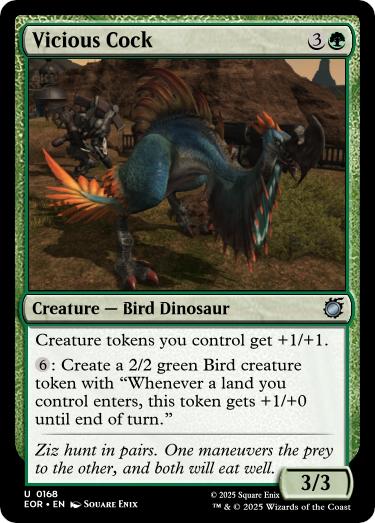 Vicious Cock 3
Creature — Bird Dinosaur
Creature tokens you control get +1/+1.
6: Create a 2/2 green Bird creature
token with “Whenever a land you
control enters, this token gets +1/+0
until end of turn.”
Ziz hunt in pairs. One maneuvers the prey
to the other, and both will eat well.
3/3
U 0168
EOR • EN SQUARE ENIX
© 2025 Square Enix
™ & © 2025 Wizards of the Coast